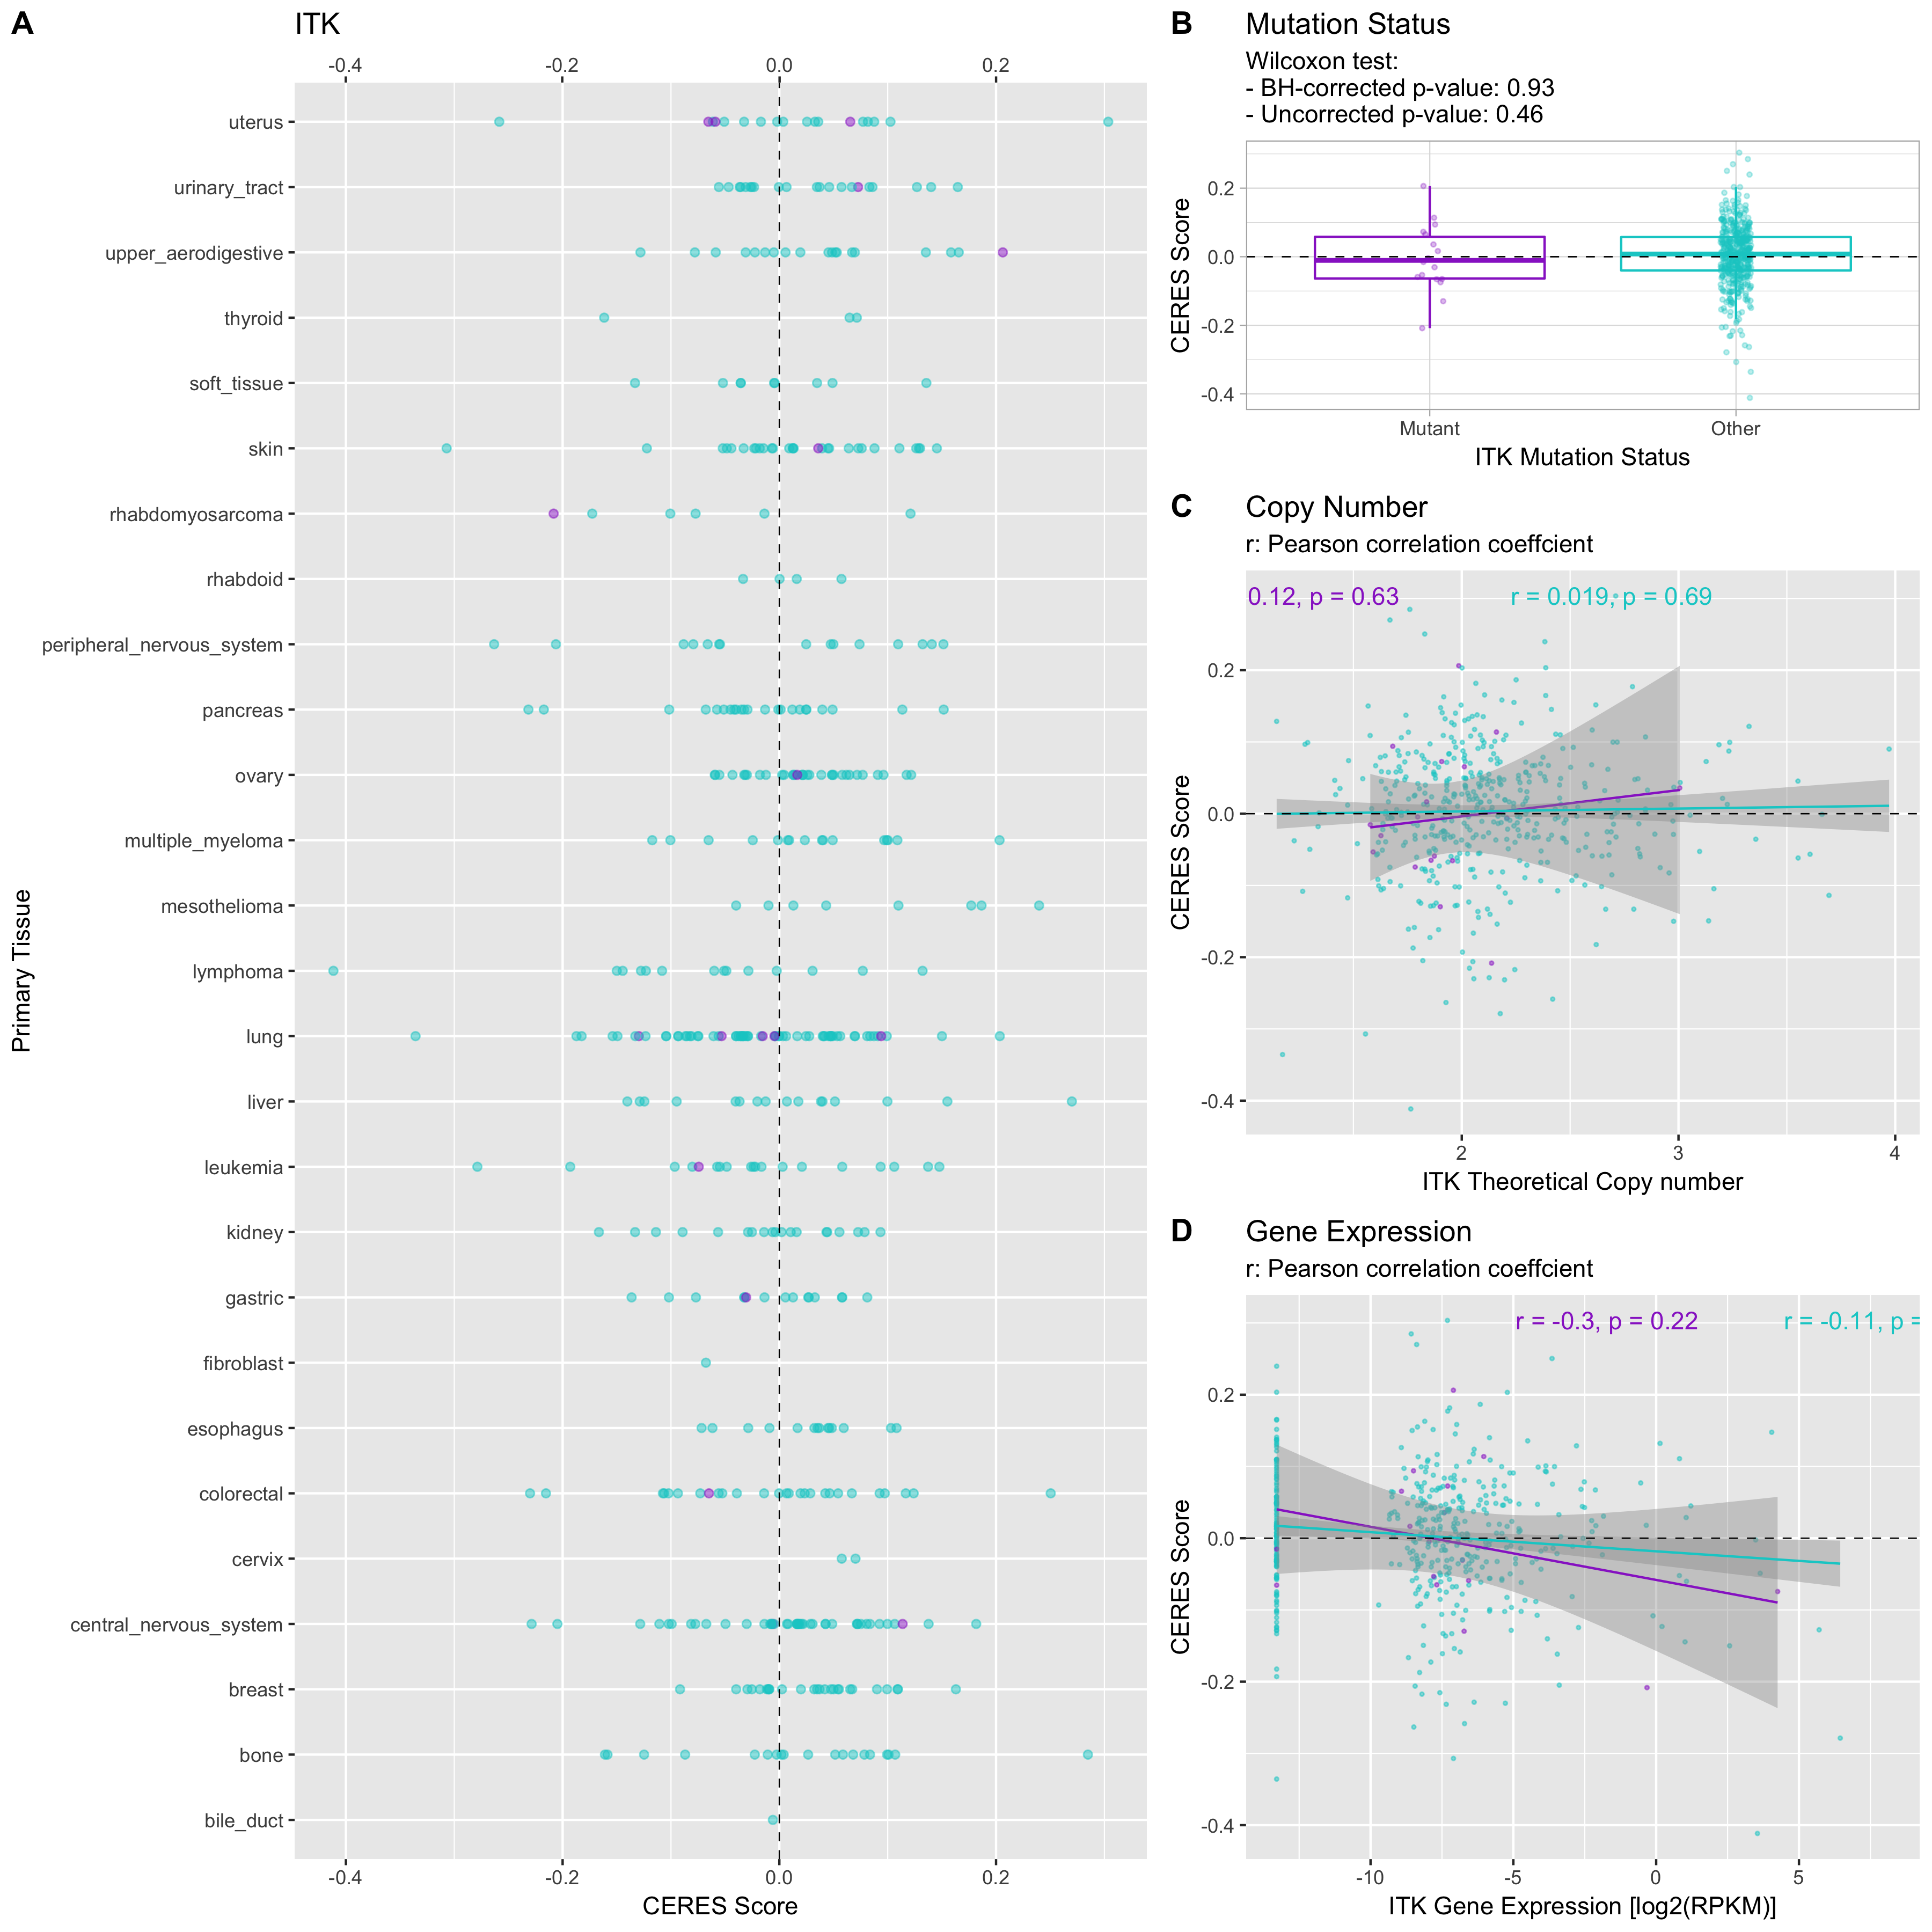 A
ITK
-0.4 -0.2 0.0 0.2
uterus
urinary_tract
upper_aerodigestive
thyroid
soft_tissue
skin
rhabdomyosarcoma
rhabdoid
peripheral_nervous_system
pancreas
ovary
multiple_myeloma
mesothelioma
lymphoma
lung
liver
leukemia
kidney
gastric
fibroblast
esophagus
colorectal
cervix
central_nervous_system
breast
bone
bile_duct
Primary Tissue
-0.4 -0.2 0.0 0.2
CERES Score
B
Mutation Status
Wilcoxon test:
- BH-corrected p-value: 0.93
- Uncorrected p-value: 0.46
0.2
0.0
-0.2
-0.4
CERES Score
Mutant Other
ITK Mutation Status
C
Copy Number
r: Pearson correlation coeffcient
0.12, p = 0.63 r = 0.019, p = 0.69
0.2
0.0
-0.2
-0.4
CERES Score
2 3 4
ITK Theoretical Copy number
D
Gene Expression
r: Pearson correlation coeffcient
r = -0.3, p = 0.22 r = -0.11, p =
0.2
0.0
-0.2
-0.4
CERES Score
-10 -5 0 5
ITK Gene Expression [log2(RPKM)]